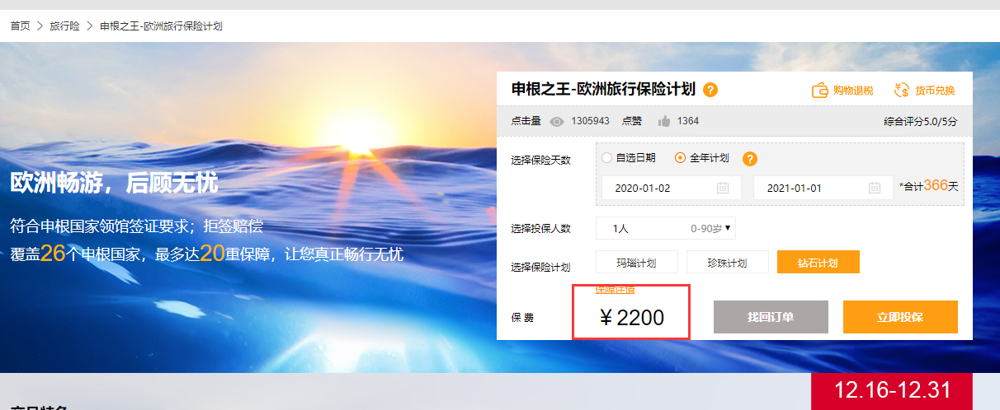 首页 > 旅行险 > 申根之王-欧洲旅行保险计划
欧洲畅游，后顾无忧
符合申根国家领馆签证要求；拒签赔偿
覆盖26个申根国家，最多达20重保障，让您真正畅行无忧
申根之王-欧洲旅行保险计划 ? 购物退税 货币兑换
点击量 1305943 点赞 1364 综合评分5.0/5分
选择保险天数 自选日期 全年计划 ?
2020-01-02 2021-01-01 *合计366天
选择投保人数 1人 0-90岁
选择保险计划 玛瑙计划 珍珠计划 钻石计划
保障详情
保 费 ￥2200 找回订单 立即投保
12.16-12.31
产品特色